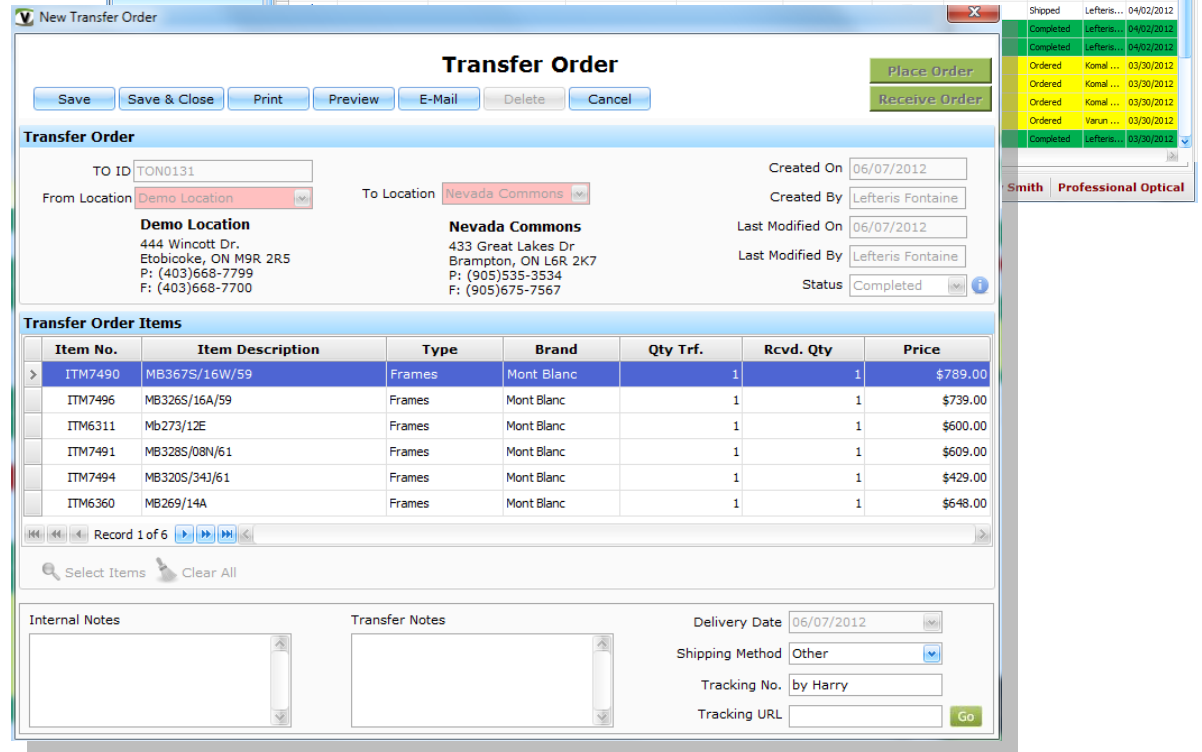 New Transfer Order
Transfer Order
Place Order
Receive Order
Save Save & Close Print Preview E-Mail Delete Cancel
Transfer Order
TO ID TON0131
From Location Demo Location
To Location Nevada Commons
Demo Location
444 Wincott Dr.
Etobicoke, ON M9R 2R5
P: (403)668-7799
F: (403)668-7700
Nevada Commons
433 Great Lakes Dr
Brampton, ON L6R 2K7
P: (905)535-3534
F: (905)675-7567
Created On 06/07/2012
Created By Lefteris Fontaine
Last Modified On 06/07/2012
Last Modified By Lefteris Fontaine
Status Completed
Transfer Order Items
Item No. Item Description Type Brand Qty Trf. Rcvd. Qty Price
ITM7490 MB367S/16W/59 Frames Mont Blanc 1 1 $789.00
ITM7496 MB326S/16A/59 Frames Mont Blanc 1 1 $739.00
ITM6311 Mb273/12E Frames Mont Blanc 1 1 $600.00
ITM7491 MB328S/08N/61 Frames Mont Blanc 1 1 $609.00
ITM7494 MB320S/34J/61 Frames Mont Blanc 1 1 $429.00
ITM6360 MB269/14A Frames Mont Blanc 1 1 $648.00
Record 1 of 6
Select Items Clear All
Internal Notes
Transfer Notes
Delivery Date 06/07/2012
Shipping Method Other
Tracking No. by Harry
Tracking URL Go
Shipped Lefteris... 04/02/2012
Completed Lefteris... 04/02/2012
Completed Lefteris... 04/02/2012
Ordered Komal ... 03/30/2012
Ordered Komal ... 03/30/2012
Ordered Komal ... 03/30/2012
Ordered Varun ... 03/30/2012
Completed Lefteris... 03/30/2012
Smith Professional Optical